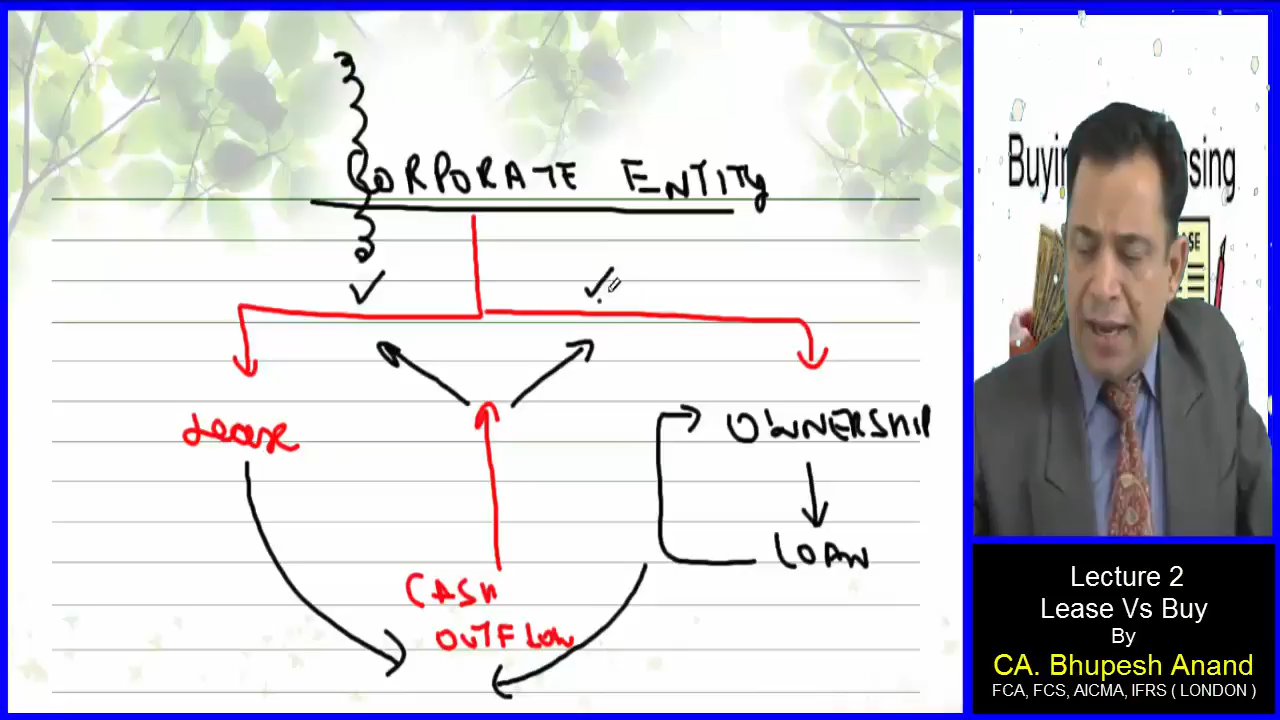 CORPORATE ENTITY
Lease
OWNERSHIP
LOAN
CASH
OUTFLOW
Buying
Lecture 2
Lease Vs Buy
By
CA. Bhupesh Anand
FCA, FCS, AICMA, IFRS ( LONDON )